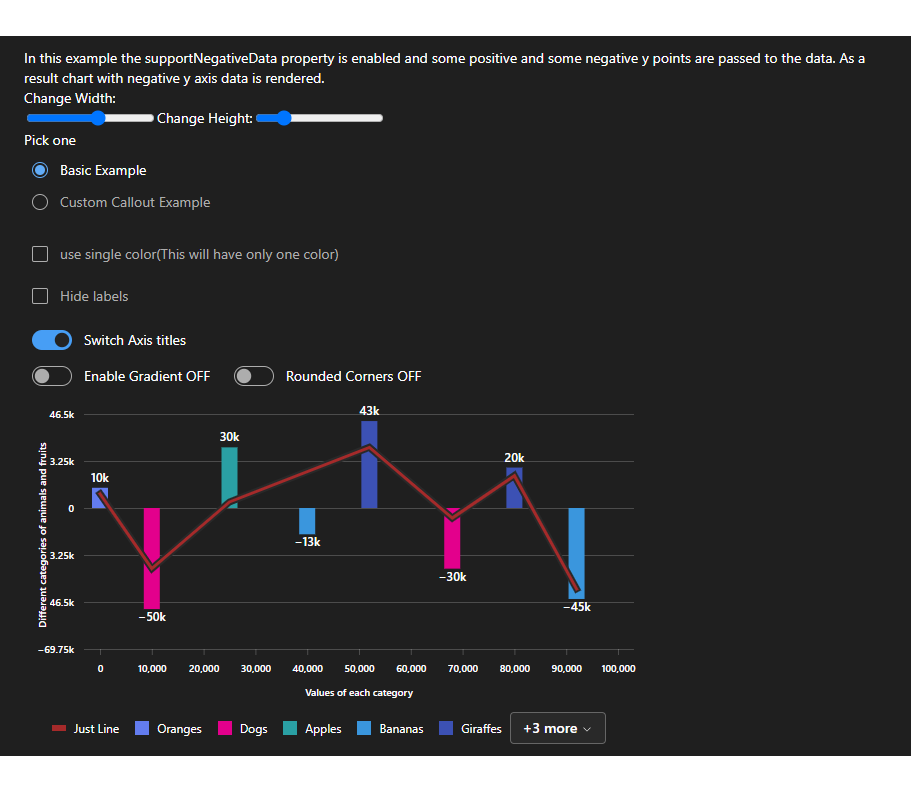 In this example the supportNegativeData property is enabled and some positive and some negative y points are passed to the data. As a
result chart with negative y axis data is rendered.
Change Width:
Change Height:
Pick one
Basic Example
Custom Callout Example
use single color(This will have only one color)
Hide labels
Switch Axis titles
Enable Gradient OFF
Rounded Corners OFF
46.5k
3.25k
0
3.25k
46.5k
−69.75k
Different categories of animals and fruits
10k
−50k
30k
−13k
43k
−30k
20k
−45k
0 10,000 20,000 30,000 40,000 50,000 60,000 70,000 80,000 90,000 100,000
Values of each category
Just Line Oranges Dogs Apples Bananas Giraffes +3 more